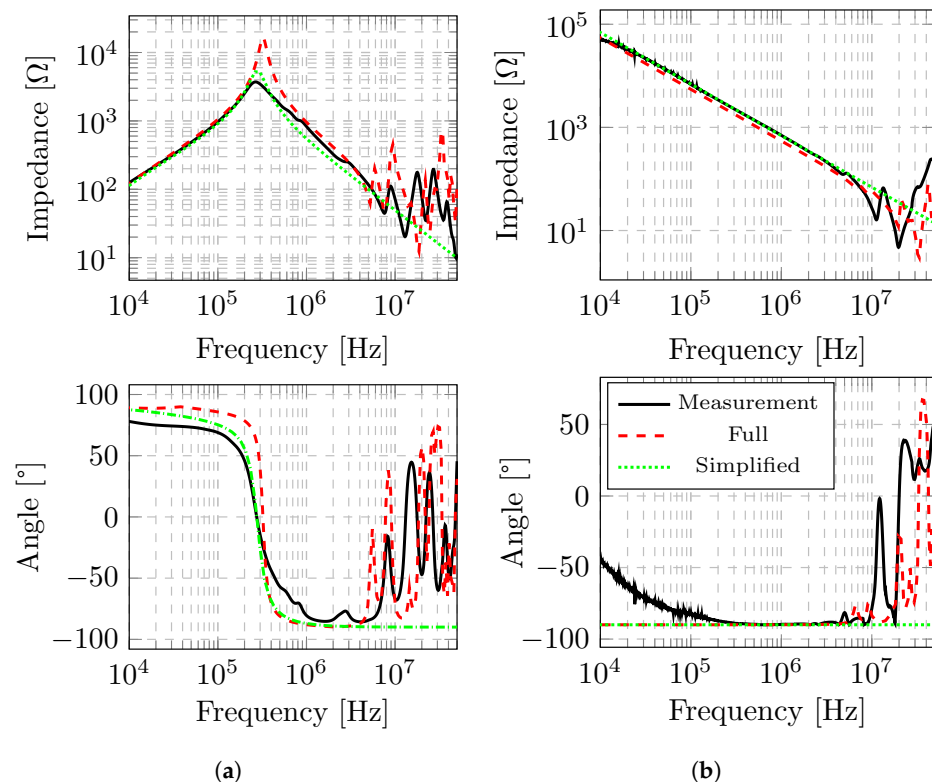 10^4
10^3
10^2
10^1
Impedance [Ω]
10^4 10^5 10^6 10^7
Frequency [Hz]
10^5
10^3
10^1
Impedance [Ω]
10^4 10^5 10^6 10^7
Frequency [Hz]
100
50
0
−50
−100
Angle [°]
10^4 10^5 10^6 10^7
Frequency [Hz]
(a)
50
0
−50
−100
Angle [°]
Measurement
Full
Simplified
10^4 10^5 10^6 10^7
Frequency [Hz]
(b)